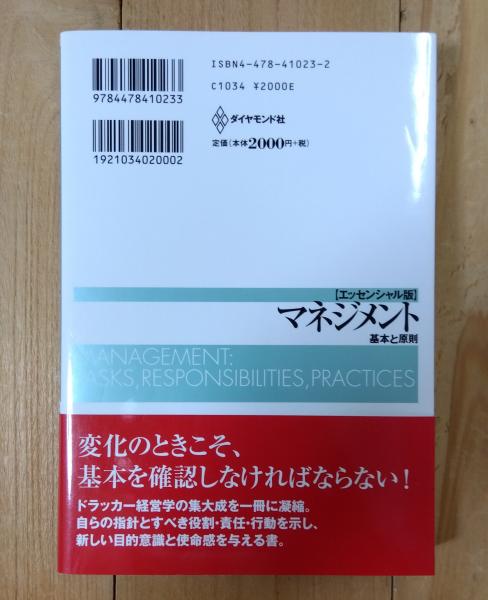 ISBN4-478-41023-2
C1034 ¥2000E
9784478410233
ダイヤモンド社
定価(本体2000円+税)
1921034020002
[エッセンシャル版]
マネジメント
基本と原則
MANAGEMENT:
TASKS, RESPONSIBILITIES, PRACTICES
変化のときこそ、
基本を確認しなければならない!
ドラッカー経営学の集大成を一冊に凝縮。
自らの指針とすべき役割・責任・行動を示し、
新しい目的意識と使命感を与える書。